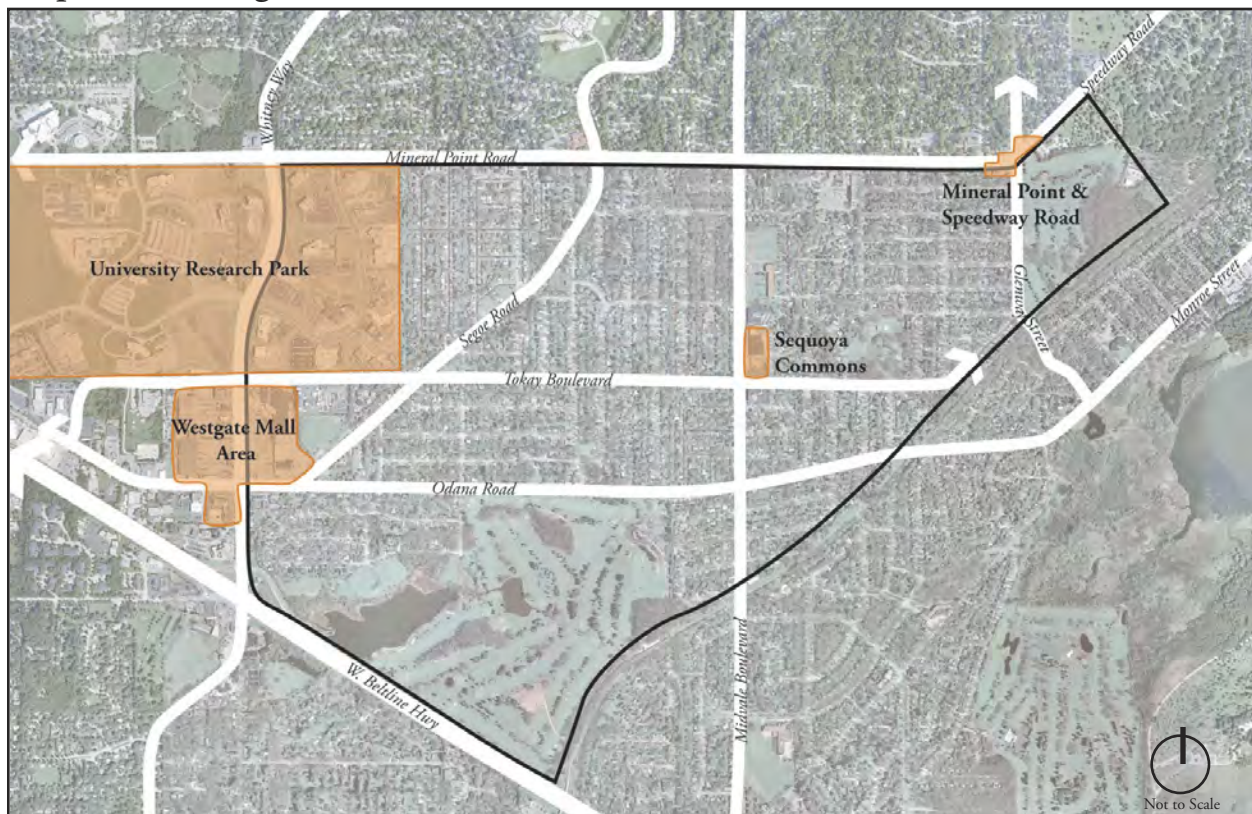 Speedway Road
Whitney Way
Mineral Point Road
Mineral Point &
Speedway Road
University Research Park
Segoe Road
Glenway Street
Monroe Street
Sequoya
Commons
Tokay Boulevard
Westgate Mall
Area
Odana Road
Midvale Boulevard
W. Beltline Hwy
Not to Scale